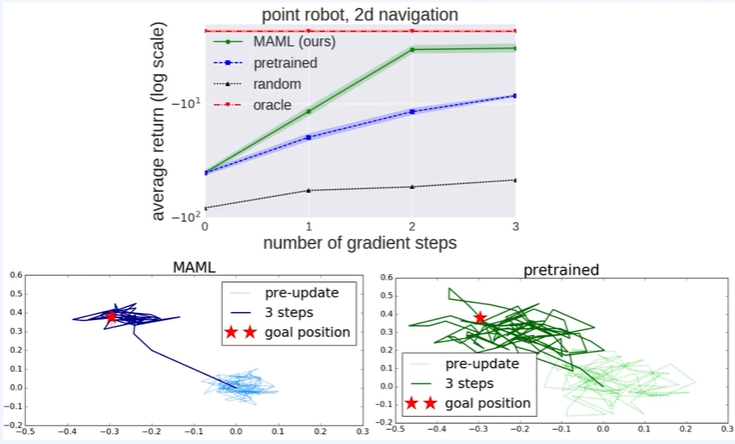 point robot, 2d navigation
average return (log scale)
MAML (ours)
pretrained
random
oracle
−10¹
−10²
0 1 2 3
number of gradient steps
MAML
0.6
0.5
0.4
0.3
0.2
0.1
0.0
−0.1
−0.2
−0.5 −0.4 −0.3 −0.2 −0.1 0.0 0.1 0.2 0.3
pre-update
3 steps
goal position
pretrained
0.6
0.5
0.4
0.3
0.2
0.1
0.0
−0.1
−0.2
−0.5 −0.4 −0.3 −0.2 −0.1 0.0 0.1 0.2 0.3
pre-update
3 steps
goal position